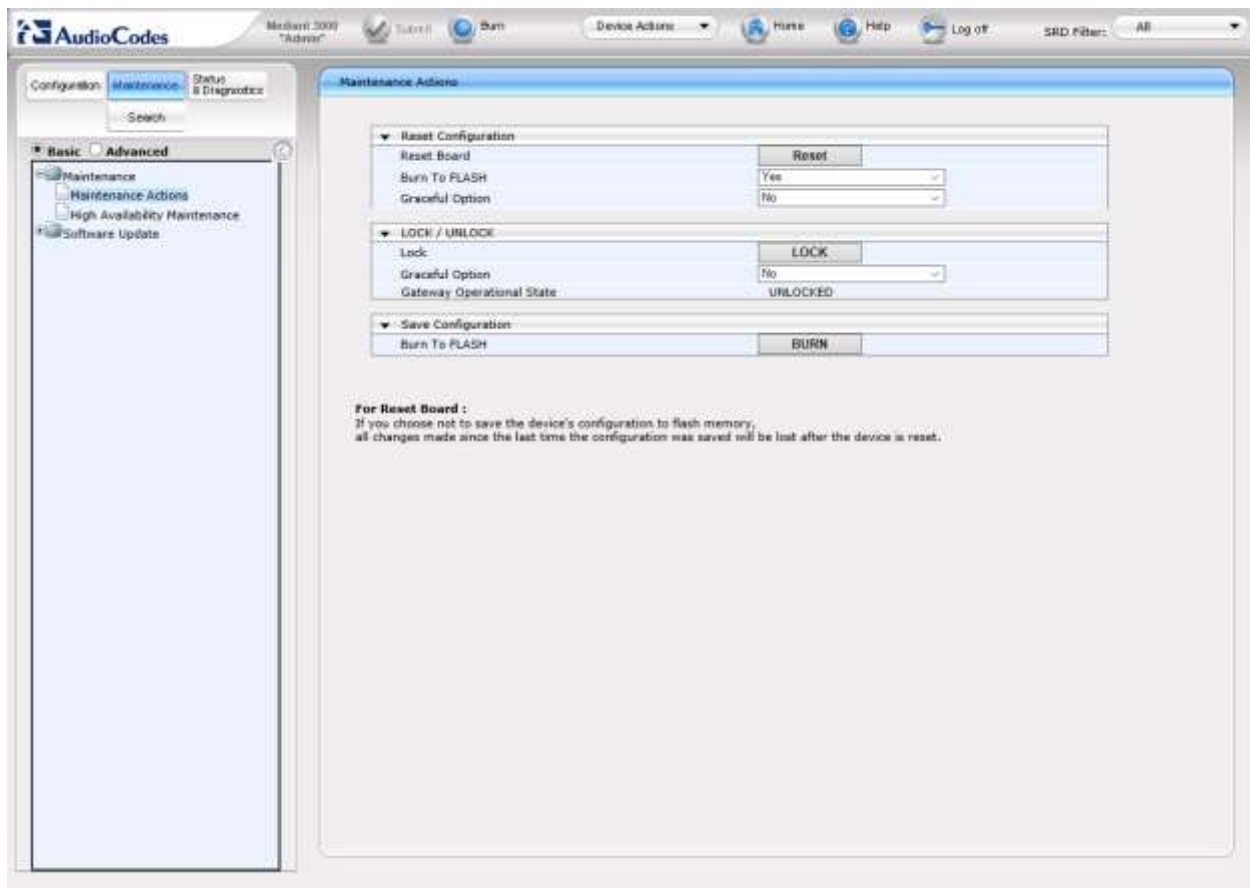 AudioCodes
Mediant 3000
"Admin"
Submit
Burn
Device Actions
Home
Help
Log off
SRD Filter:
All
Configuration
Maintenance
Status
& Diagnostics
Search
Basic
Advanced
Maintenance
Maintenance Actions
High Availability Maintenance
Software Update
Maintenance Actions
Reset Configuration
Reset Board Reset
Burn To FLASH Yes
Graceful Option No
LOCK / UNLOCK
Lock LOCK
Graceful Option No
Gateway Operational State UNLOCKED
Save Configuration
Burn To FLASH BURN
For Reset Board :
If you choose not to save the device's configuration to flash memory,
all changes made since the last time the configuration was saved will be lost after the device is reset.